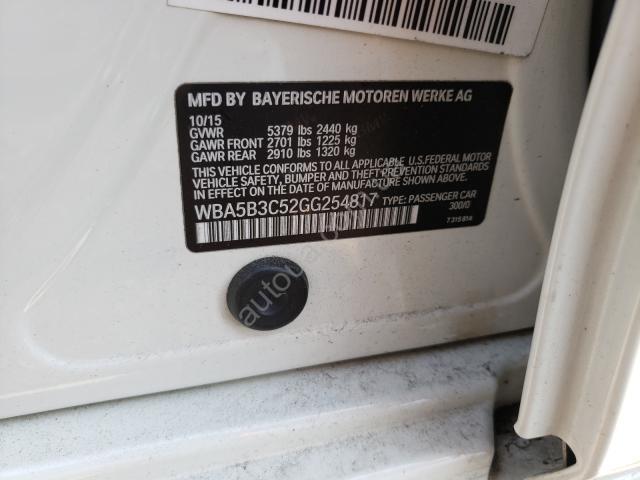 MFD BY BAYERISCHE MOTOREN WERKE AG
10/15
GVWR 5379 lbs 2440 kg
GAWR FRONT 2701 lbs 1225 kg
GAWR REAR 2910 lbs 1320 kg
THIS VEHICLE CONFORMS TO ALL APPLICABLE U.S. FEDERAL MOTOR
VEHICLE SAFETY, BUMPER, AND THEFT PREVENTION STANDARDS
IN EFFECT ON THE DATE OF MANUFACTURE SHOWN ABOVE.
WBA5B3C52GG254817 TYPE: PASSENGER CAR
300/0
7 315 814